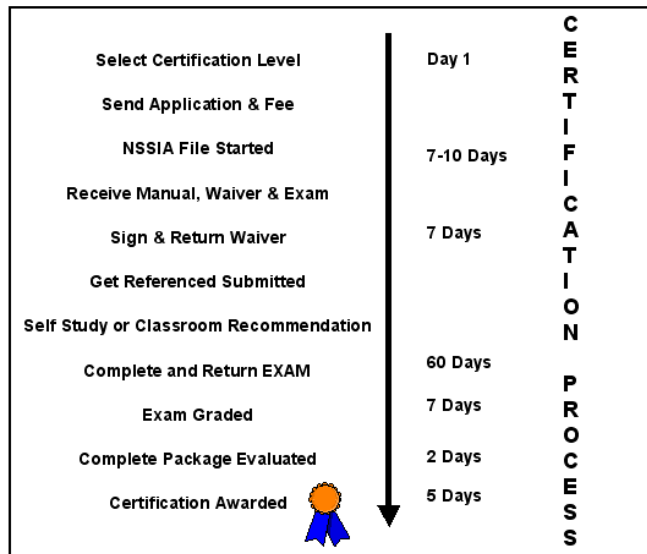 Select Certification Level Day 1
Send Application & Fee
NSSIA File Started 7-10 Days
Receive Manual, Waiver & Exam
Sign & Return Waiver 7 Days
Get Referenced Submitted
Self Study or Classroom Recommendation
Complete and Return EXAM 60 Days
Exam Graded 7 Days
Complete Package Evaluated 2 Days
Certification Awarded 5 Days
CERTIFICATION PROCESS